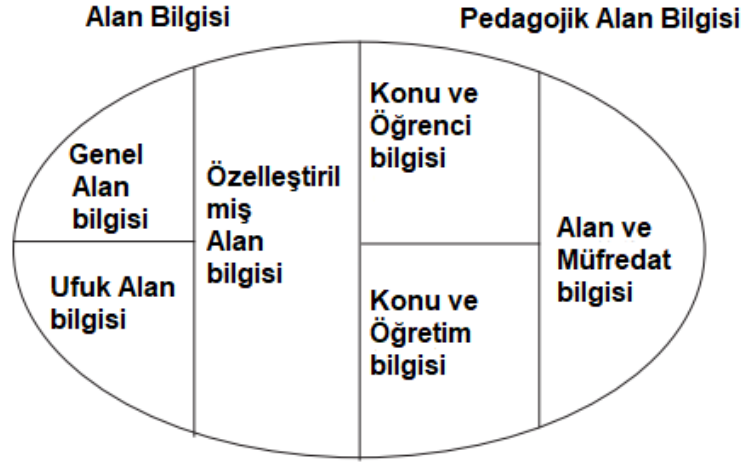 Alan Bilgisi
Pedagojik Alan Bilgisi
Genel
Alan
bilgisi
Ufuk Alan
bilgisi
Özelleştiril
miş
Alan
bilgisi
Konu ve
Öğrenci
bilgisi
Konu ve
Öğretim
bilgisi
Alan ve
Müfredat
bilgisi